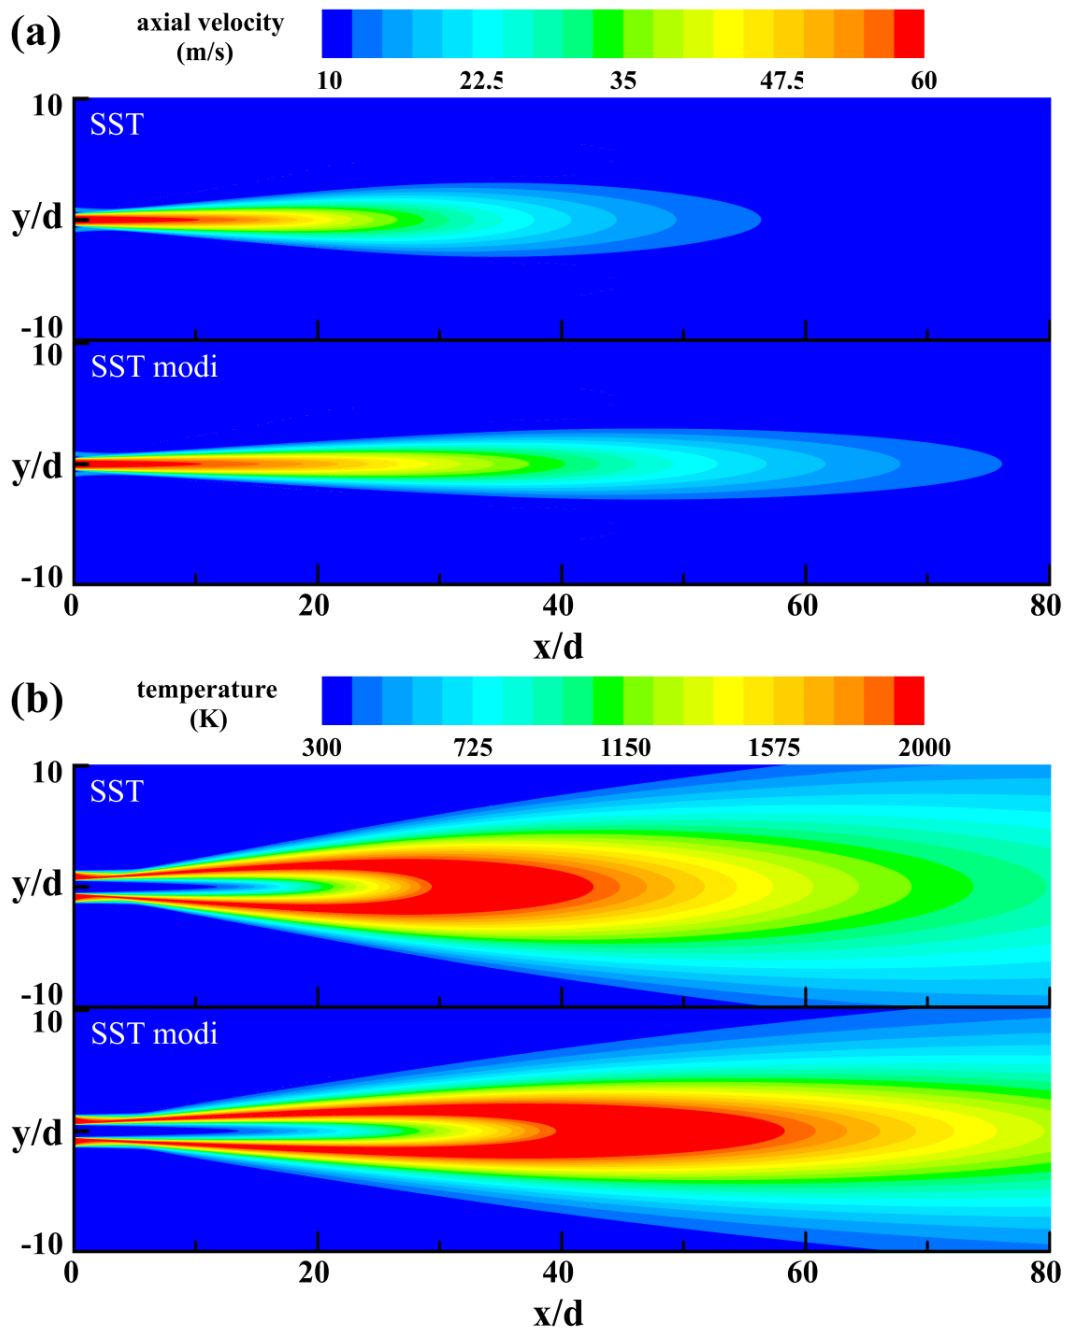 (a)
axial velocity
(m/s)
10 22.5 35 47.5 60
10
SST
y/d
-10
10
SST modi
y/d
-10
0 20 40 60 80
x/d
(b)
temperature
(K)
300 725 1150 1575 2000
10
SST
y/d
-10
10
SST modi
y/d
-10
0 20 40 60 80
x/d